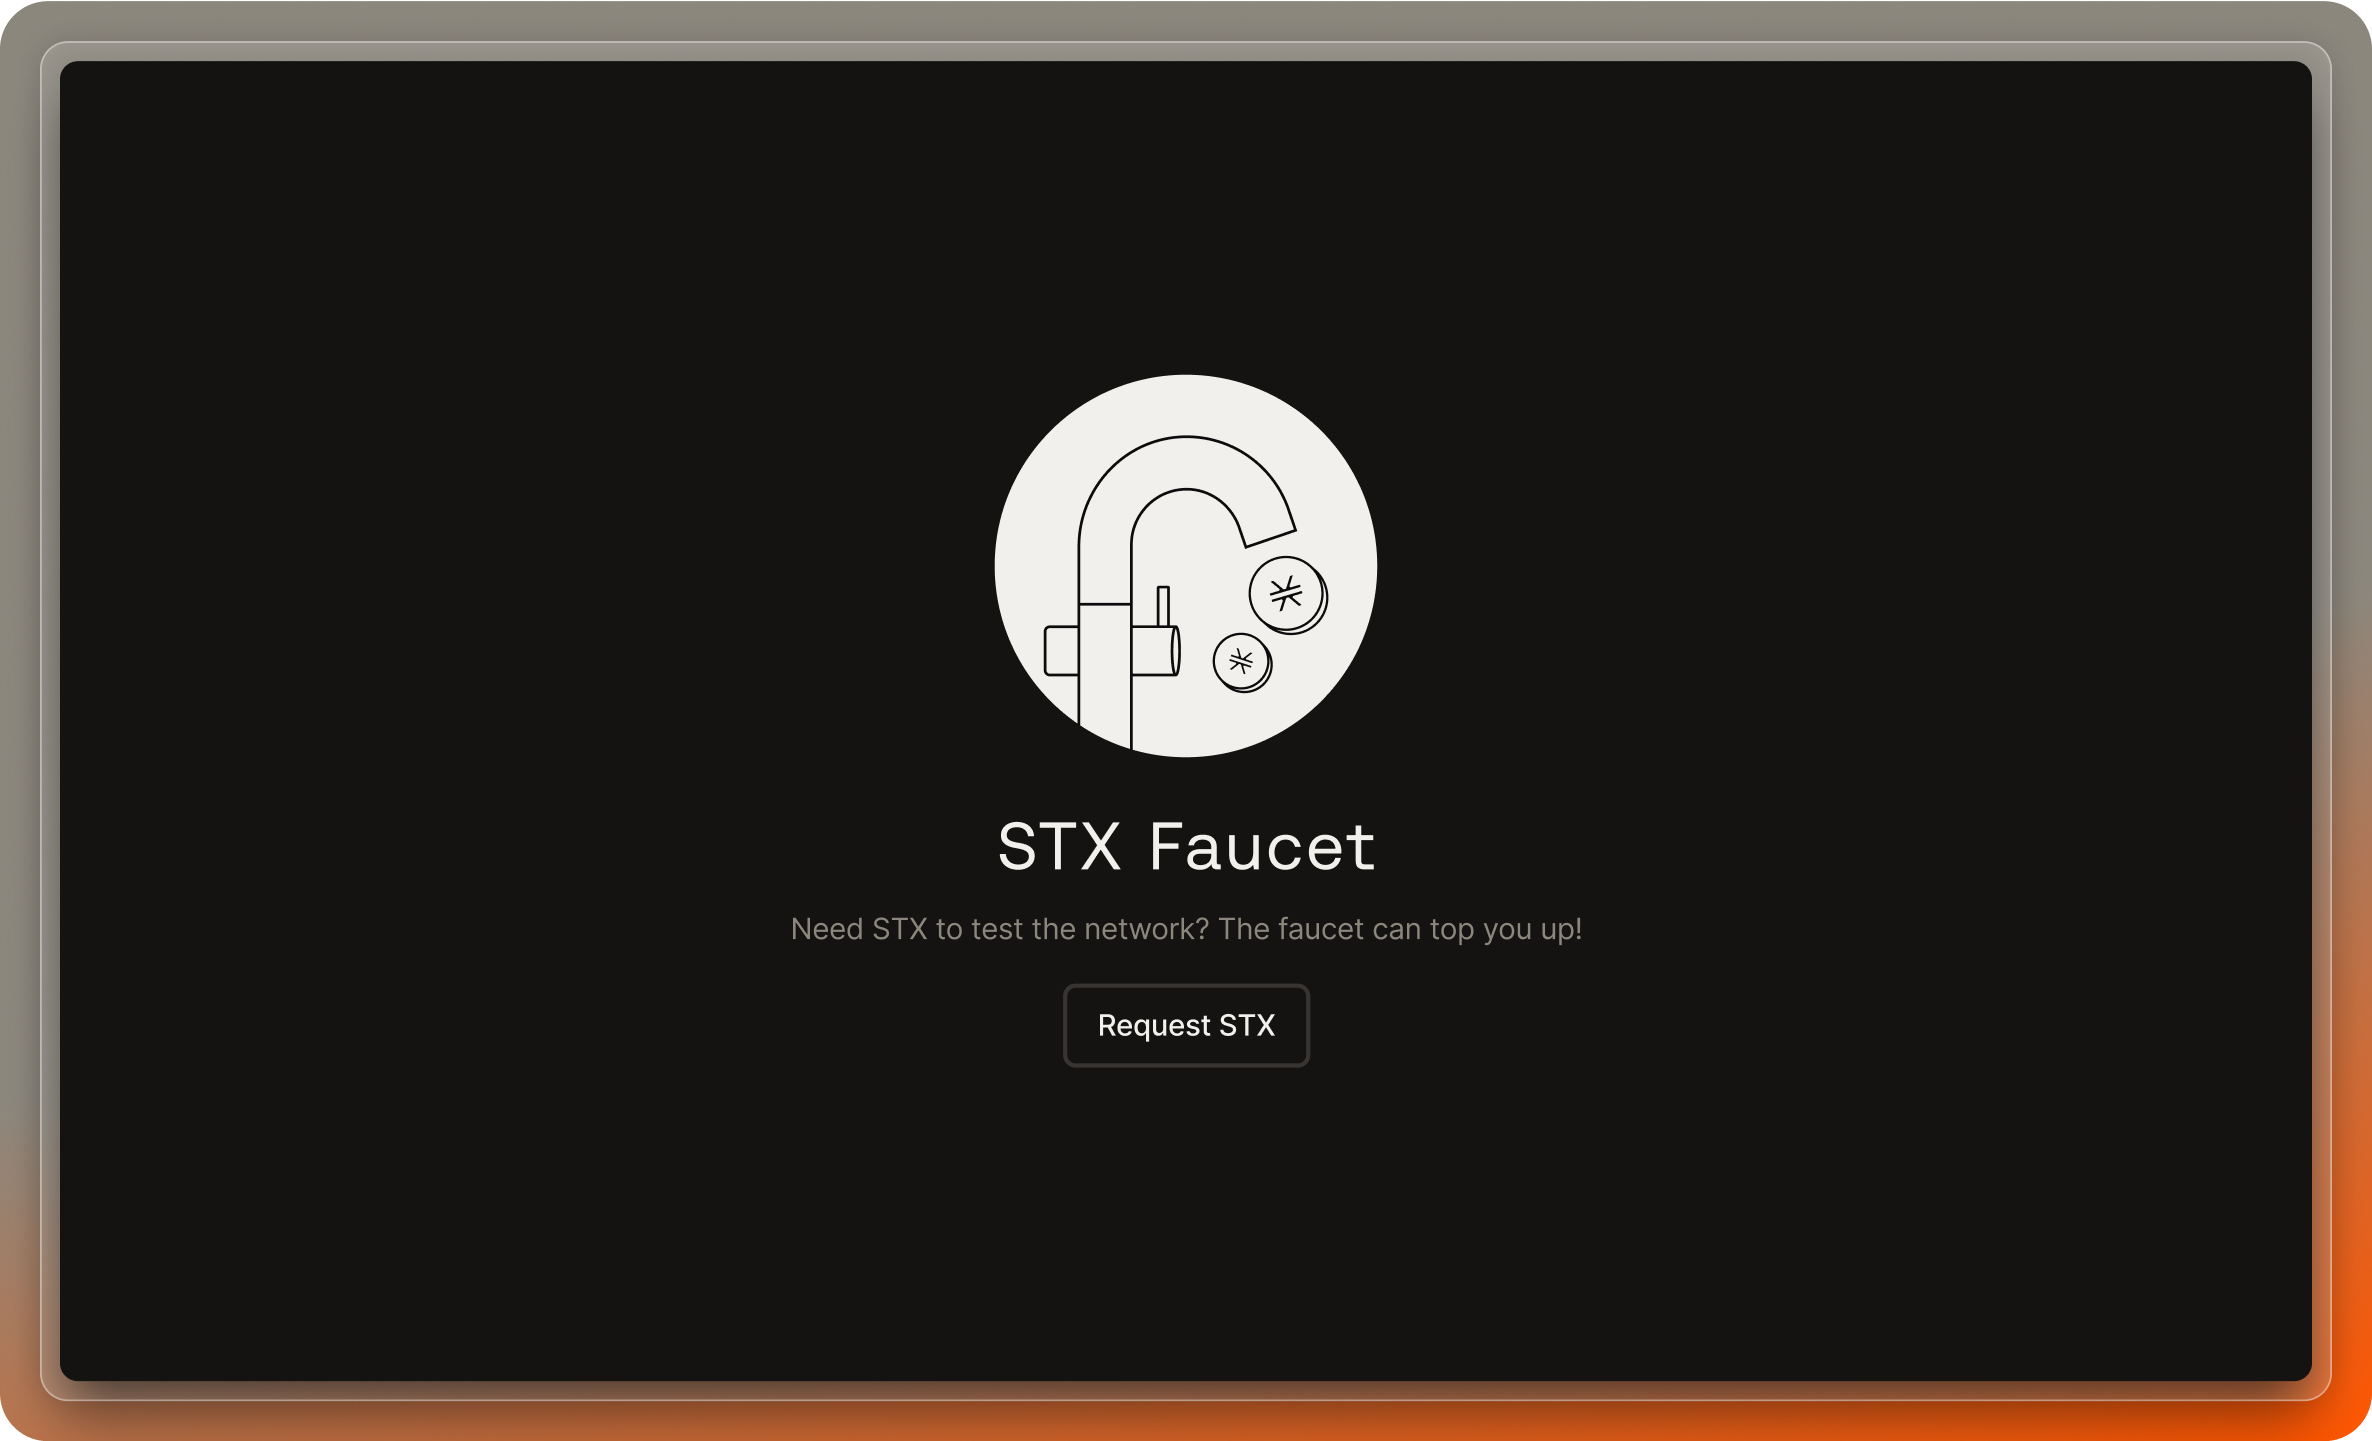 STX Faucet
Need STX to test the network? The faucet can top you up!
Request STX